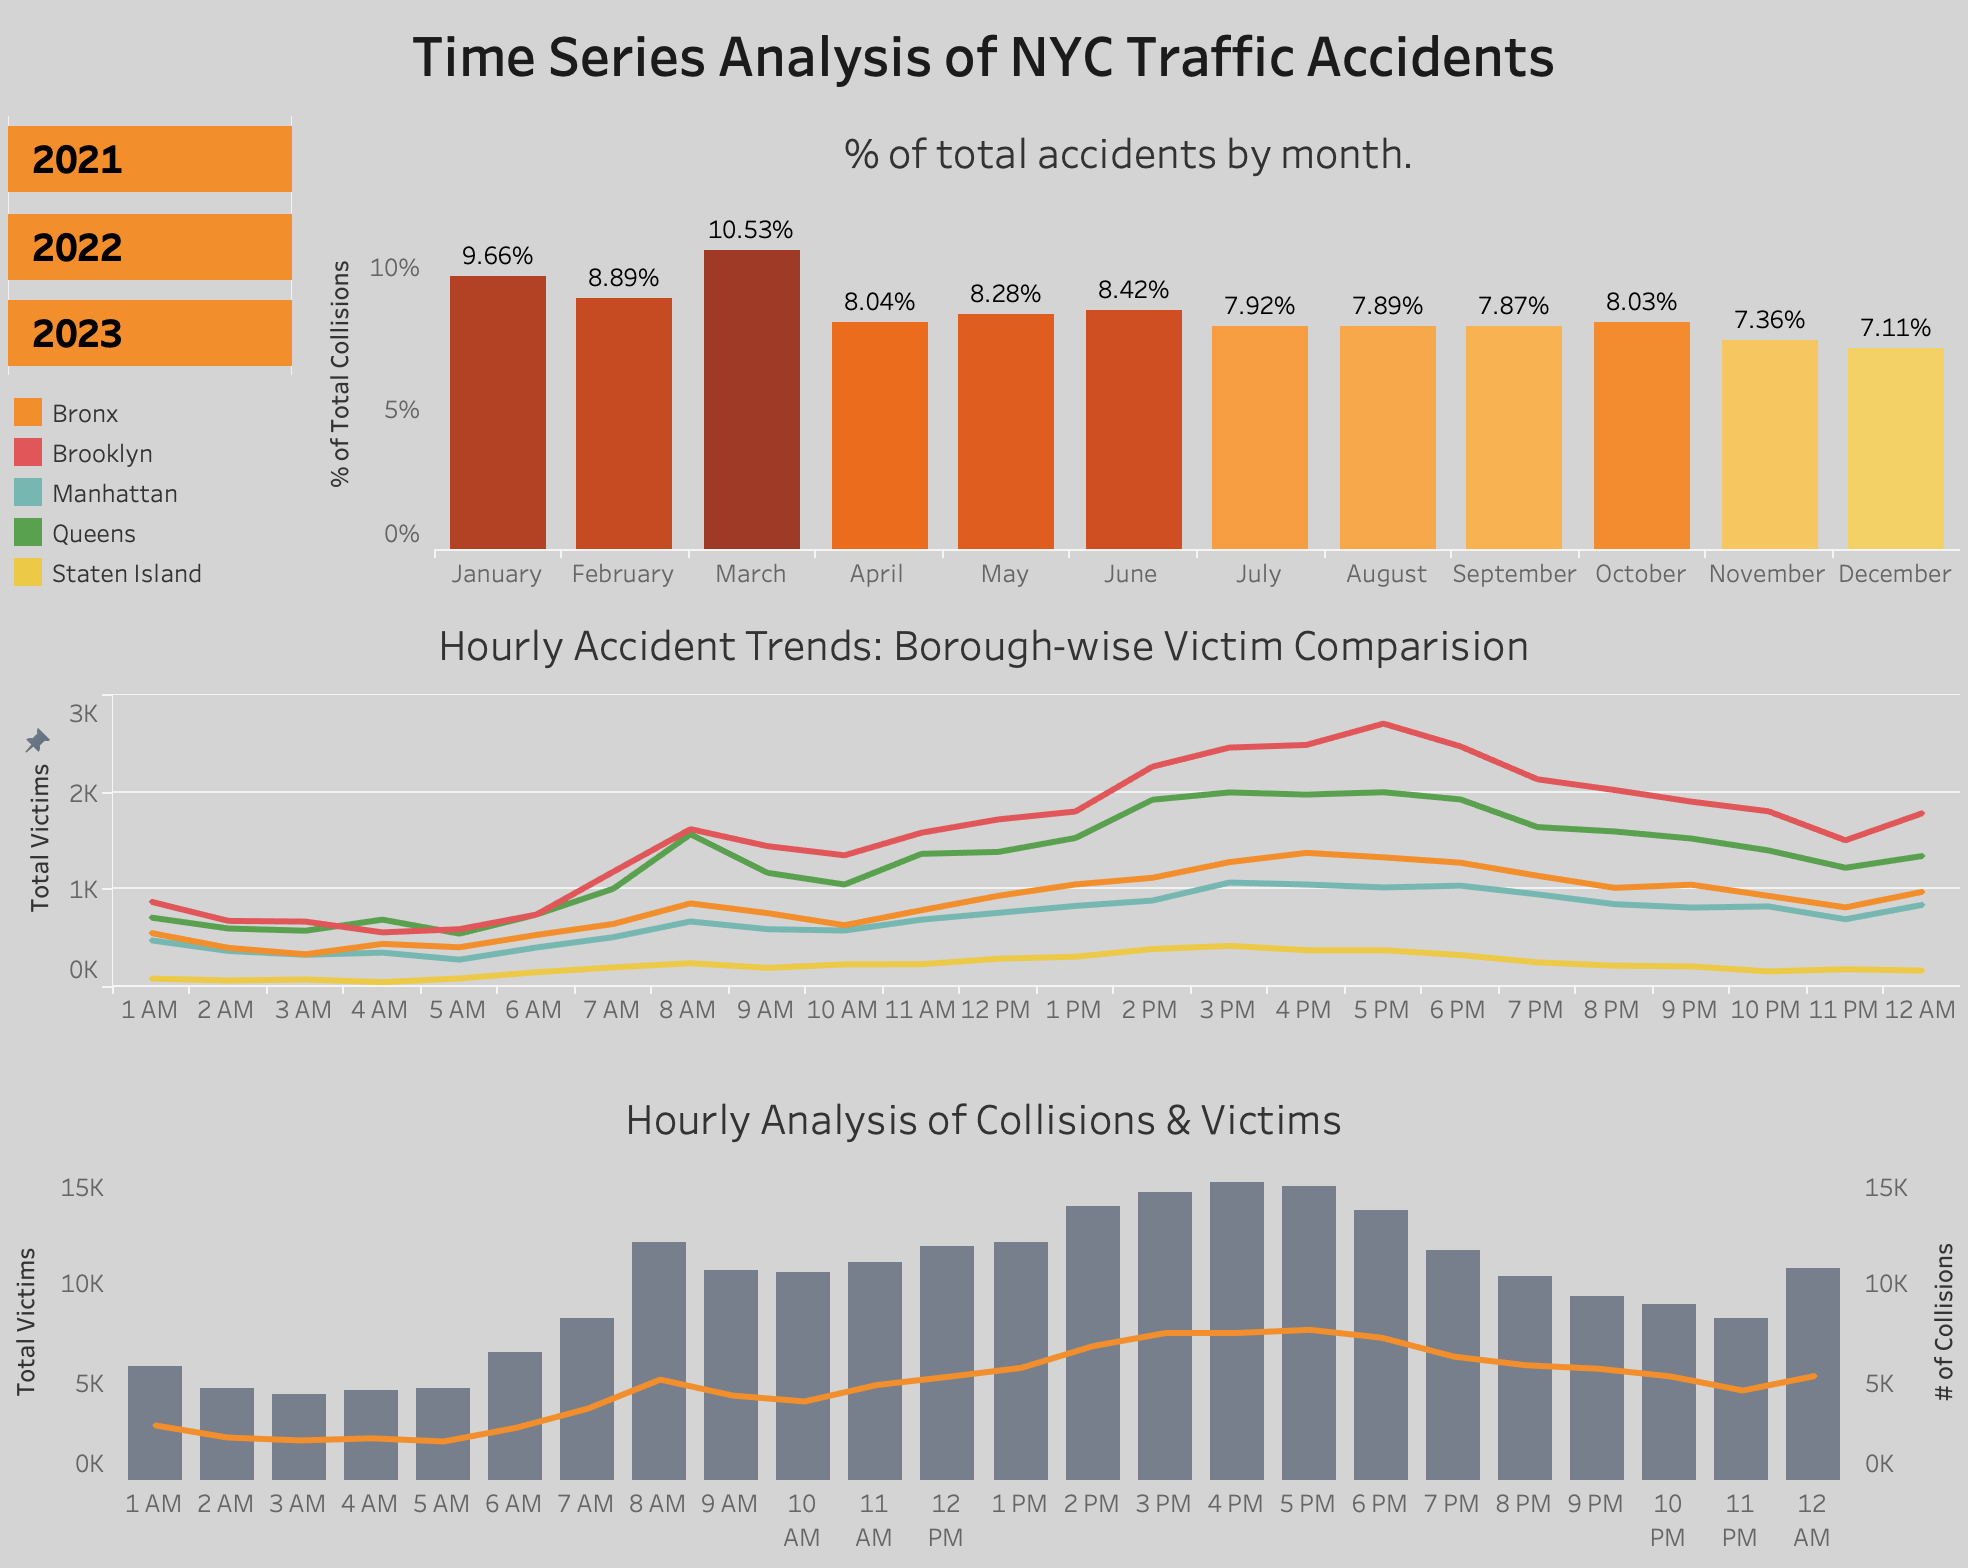 Time Series Analysis of NYC Traffic Accidents
2021
2022
2023
Bronx
Brooklyn
Manhattan
Queens
Staten Island
% of total accidents by month.
% of Total Collisions
10%
5%
0%
9.66%
8.89%
10.53%
8.04%
8.28%
8.42%
7.92%
7.89%
7.87%
8.03%
7.36%
7.11%
January February March April May June July August September October November December
Hourly Accident Trends: Borough-wise Victim Comparision
Total Victims
3K
2K
1K
0K
1 AM 2 AM 3 AM 4 AM 5 AM 6 AM 7 AM 8 AM 9 AM 10 AM 11 AM 12 PM 1 PM 2 PM 3 PM 4 PM 5 PM 6 PM 7 PM 8 PM 9 PM 10 PM 11 PM 12 AM
Hourly Analysis of Collisions & Victims
Total Victims
15K
10K
5K
0K
15K
10K
5K
0K
# of Collisions
1 AM 2 AM 3 AM 4 AM 5 AM 6 AM 7 AM 8 AM 9 AM 10 11 12 1 PM 2 PM 3 PM 4 PM 5 PM 6 PM 7 PM 8 PM 9 PM 10 11 12
AM AM PM PM PM AM